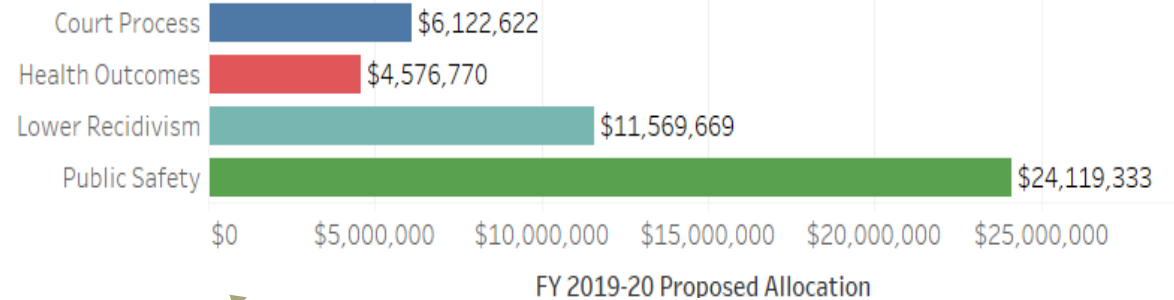 Court Process $6,122,622
Health Outcomes $4,576,770
Lower Recidivism $11,569,669
Public Safety $24,119,333
$0 $5,000,000 $10,000,000 $15,000,000 $20,000,000 $25,000,000
FY 2019-20 Proposed Allocation